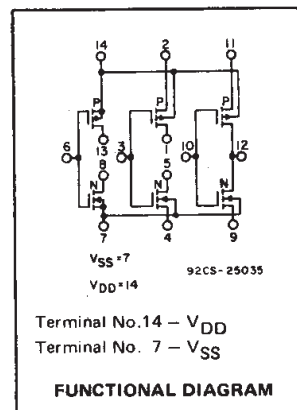 14 2 11
P P P
6 13 3 1 10 12
8 5
N N N
7 4 9
VSS=7
92CS-25035
VDD=14
Terminal No.14 – VDD
Terminal No. 7 – VSS
FUNCTIONAL DIAGRAM